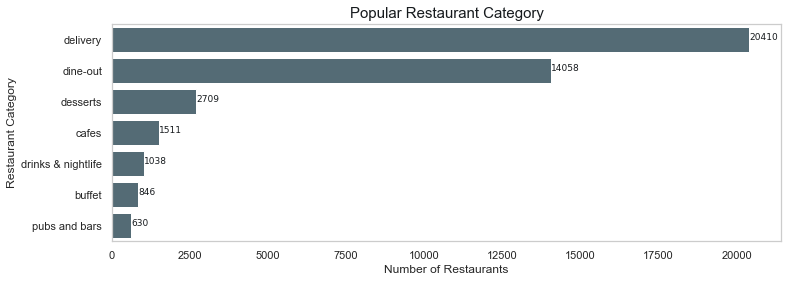 Popular Restaurant Category
Restaurant Category
delivery 20410
dine-out 14058
desserts 2709
cafes 1511
drinks & nightlife 1038
buffet 846
pubs and bars 630
0 2500 5000 7500 10000 12500 15000 17500 20000
Number of Restaurants